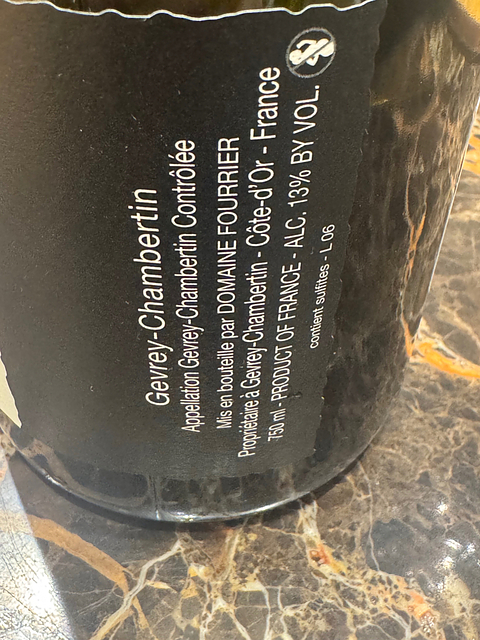 Gevrey-Chambertin
Appellation Gevrey-Chambertin Contrôlée
Mis en bouteille par DOMAINE FOURRIER
Propriétaire à Gevrey-Chambertin - Côte-d'Or - France
750 ml - PRODUCT OF FRANCE - ALC. 13% BY VOL.
contient sulfites - L 06